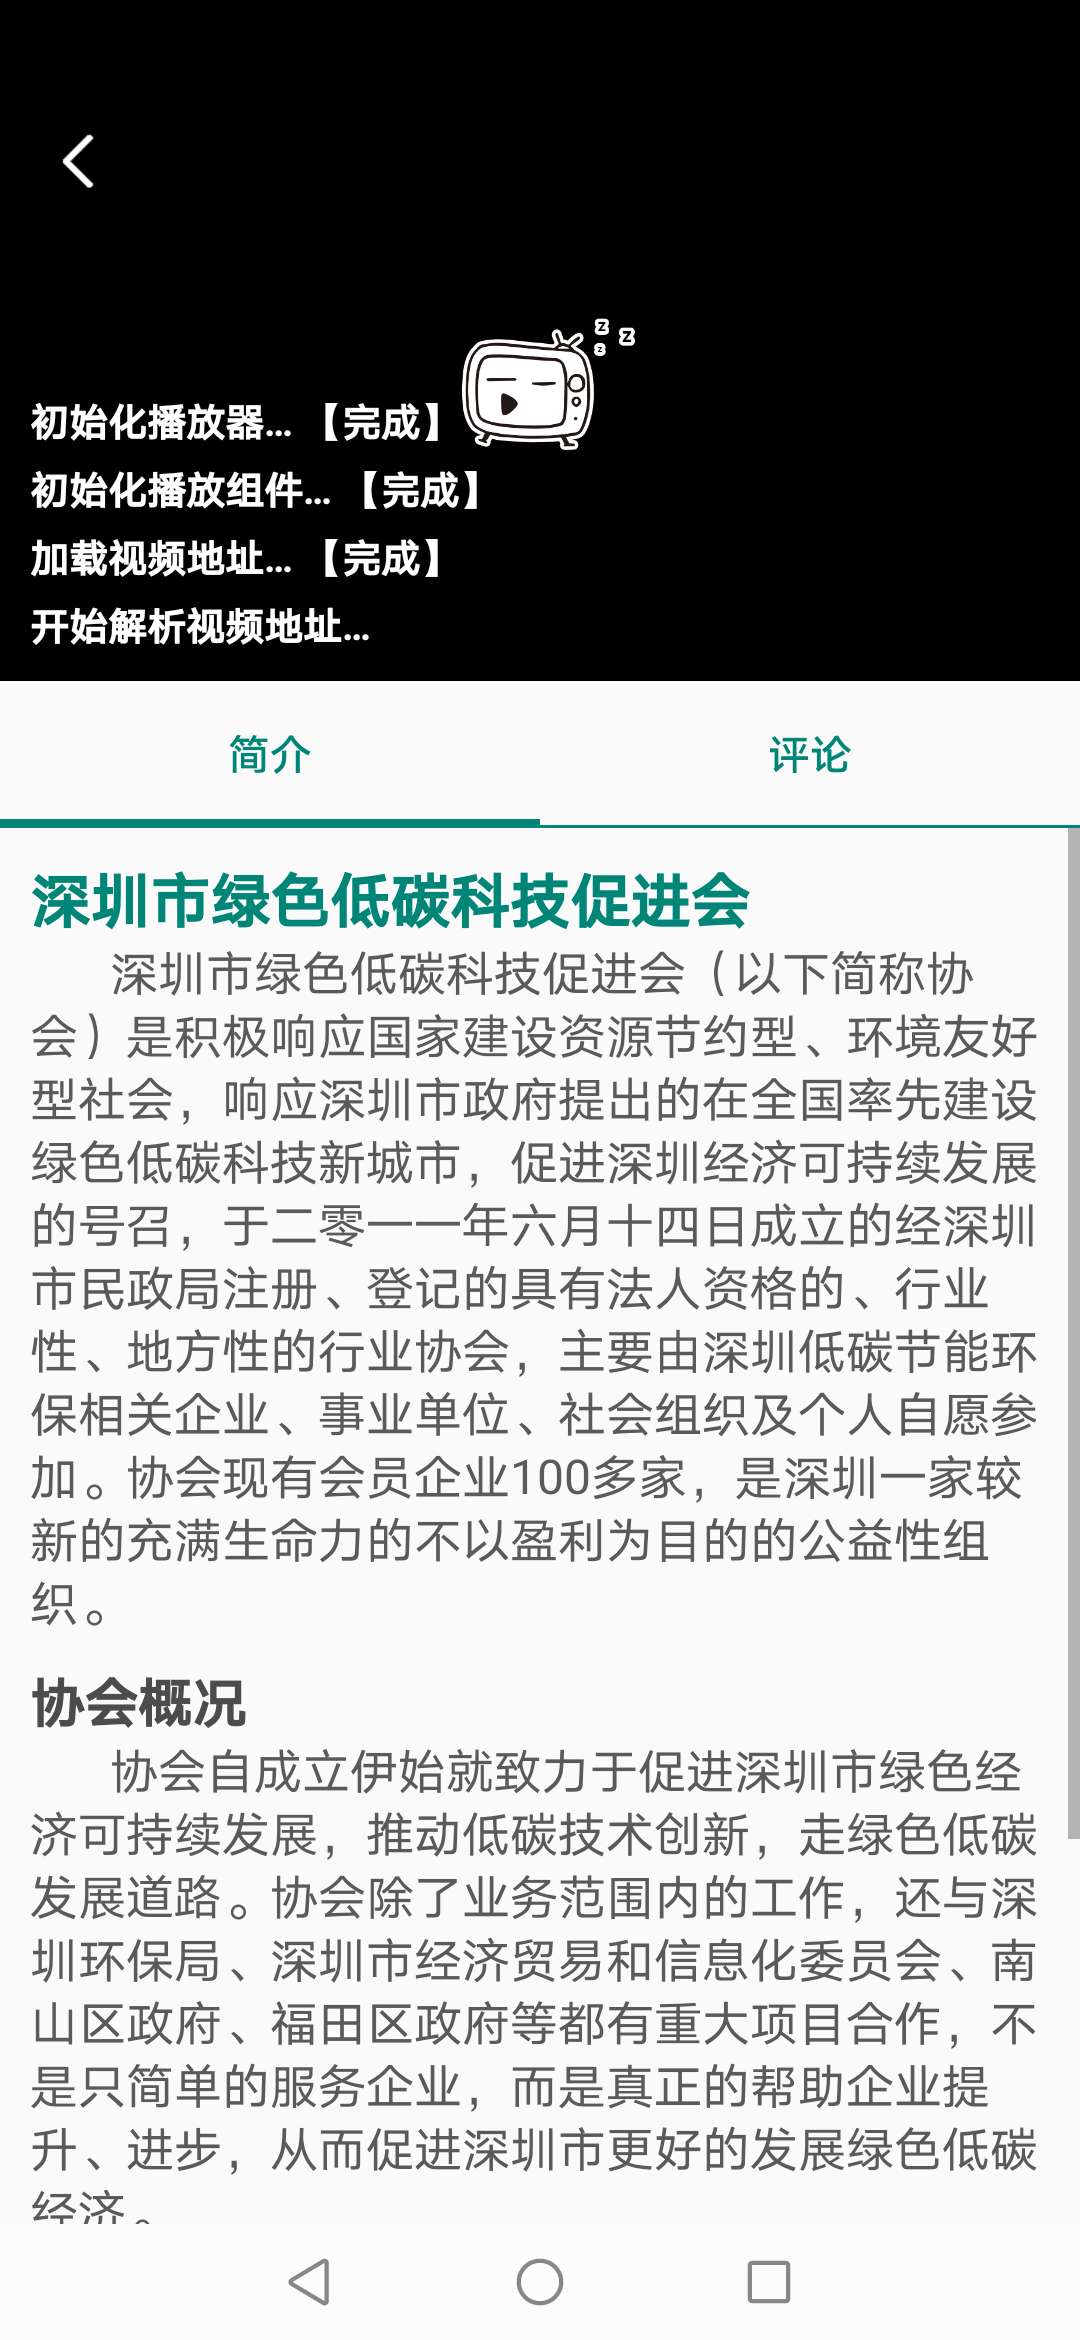 z z
z
初始化播放器... 【完成】
初始化播放组件... 【完成】
加载视频地址... 【完成】
开始解析视频地址...
简介 评论
深圳市绿色低碳科技促进会
深圳市绿色低碳科技促进会（以下简称协
会）是积极响应国家建设资源节约型、环境友好
型社会，响应深圳市政府提出的在全国率先建设
绿色低碳科技新城市，促进深圳经济可持续发展
的号召，于二零一一年六月十四日成立的经深圳
市民政局注册、登记的具有法人资格的、行业
性、地方性的行业协会，主要由深圳低碳节能环
保相关企业、事业单位、社会组织及个人自愿参
加。协会现有会员企业100多家，是深圳一家较
新的充满生命力的不以盈利为目的的公益性组
织。
协会概况
协会自成立伊始就致力于促进深圳市绿色经
济可持续发展，推动低碳技术创新，走绿色低碳
发展道路。协会除了业务范围内的工作，还与深
圳环保局、深圳市经济贸易和信息化委员会、南
山区政府、福田区政府等都有重大项目合作，不
是只简单的服务企业，而是真正的帮助企业提
升、进步，从而促进深圳市更好的发展绿色低碳
经济。